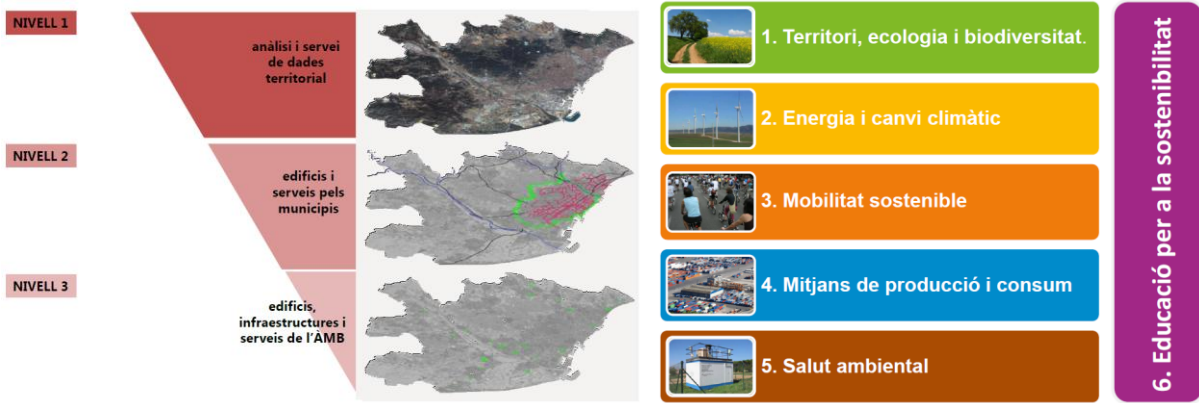 NIVELL 1
anàlisi i servei
de dades
territorial
NIVELL 2
edificis i
serveis pels
municipis
NIVELL 3
edificis,
infraestructures i
serveis de l'ÀMB
1. Territori, ecologia i biodiversitat.
2. Energia i canvi climàtic
3. Mobilitat sostenible
4. Mitjans de producció i consum
5. Salut ambiental
6. Educació per a la sostenibilitat